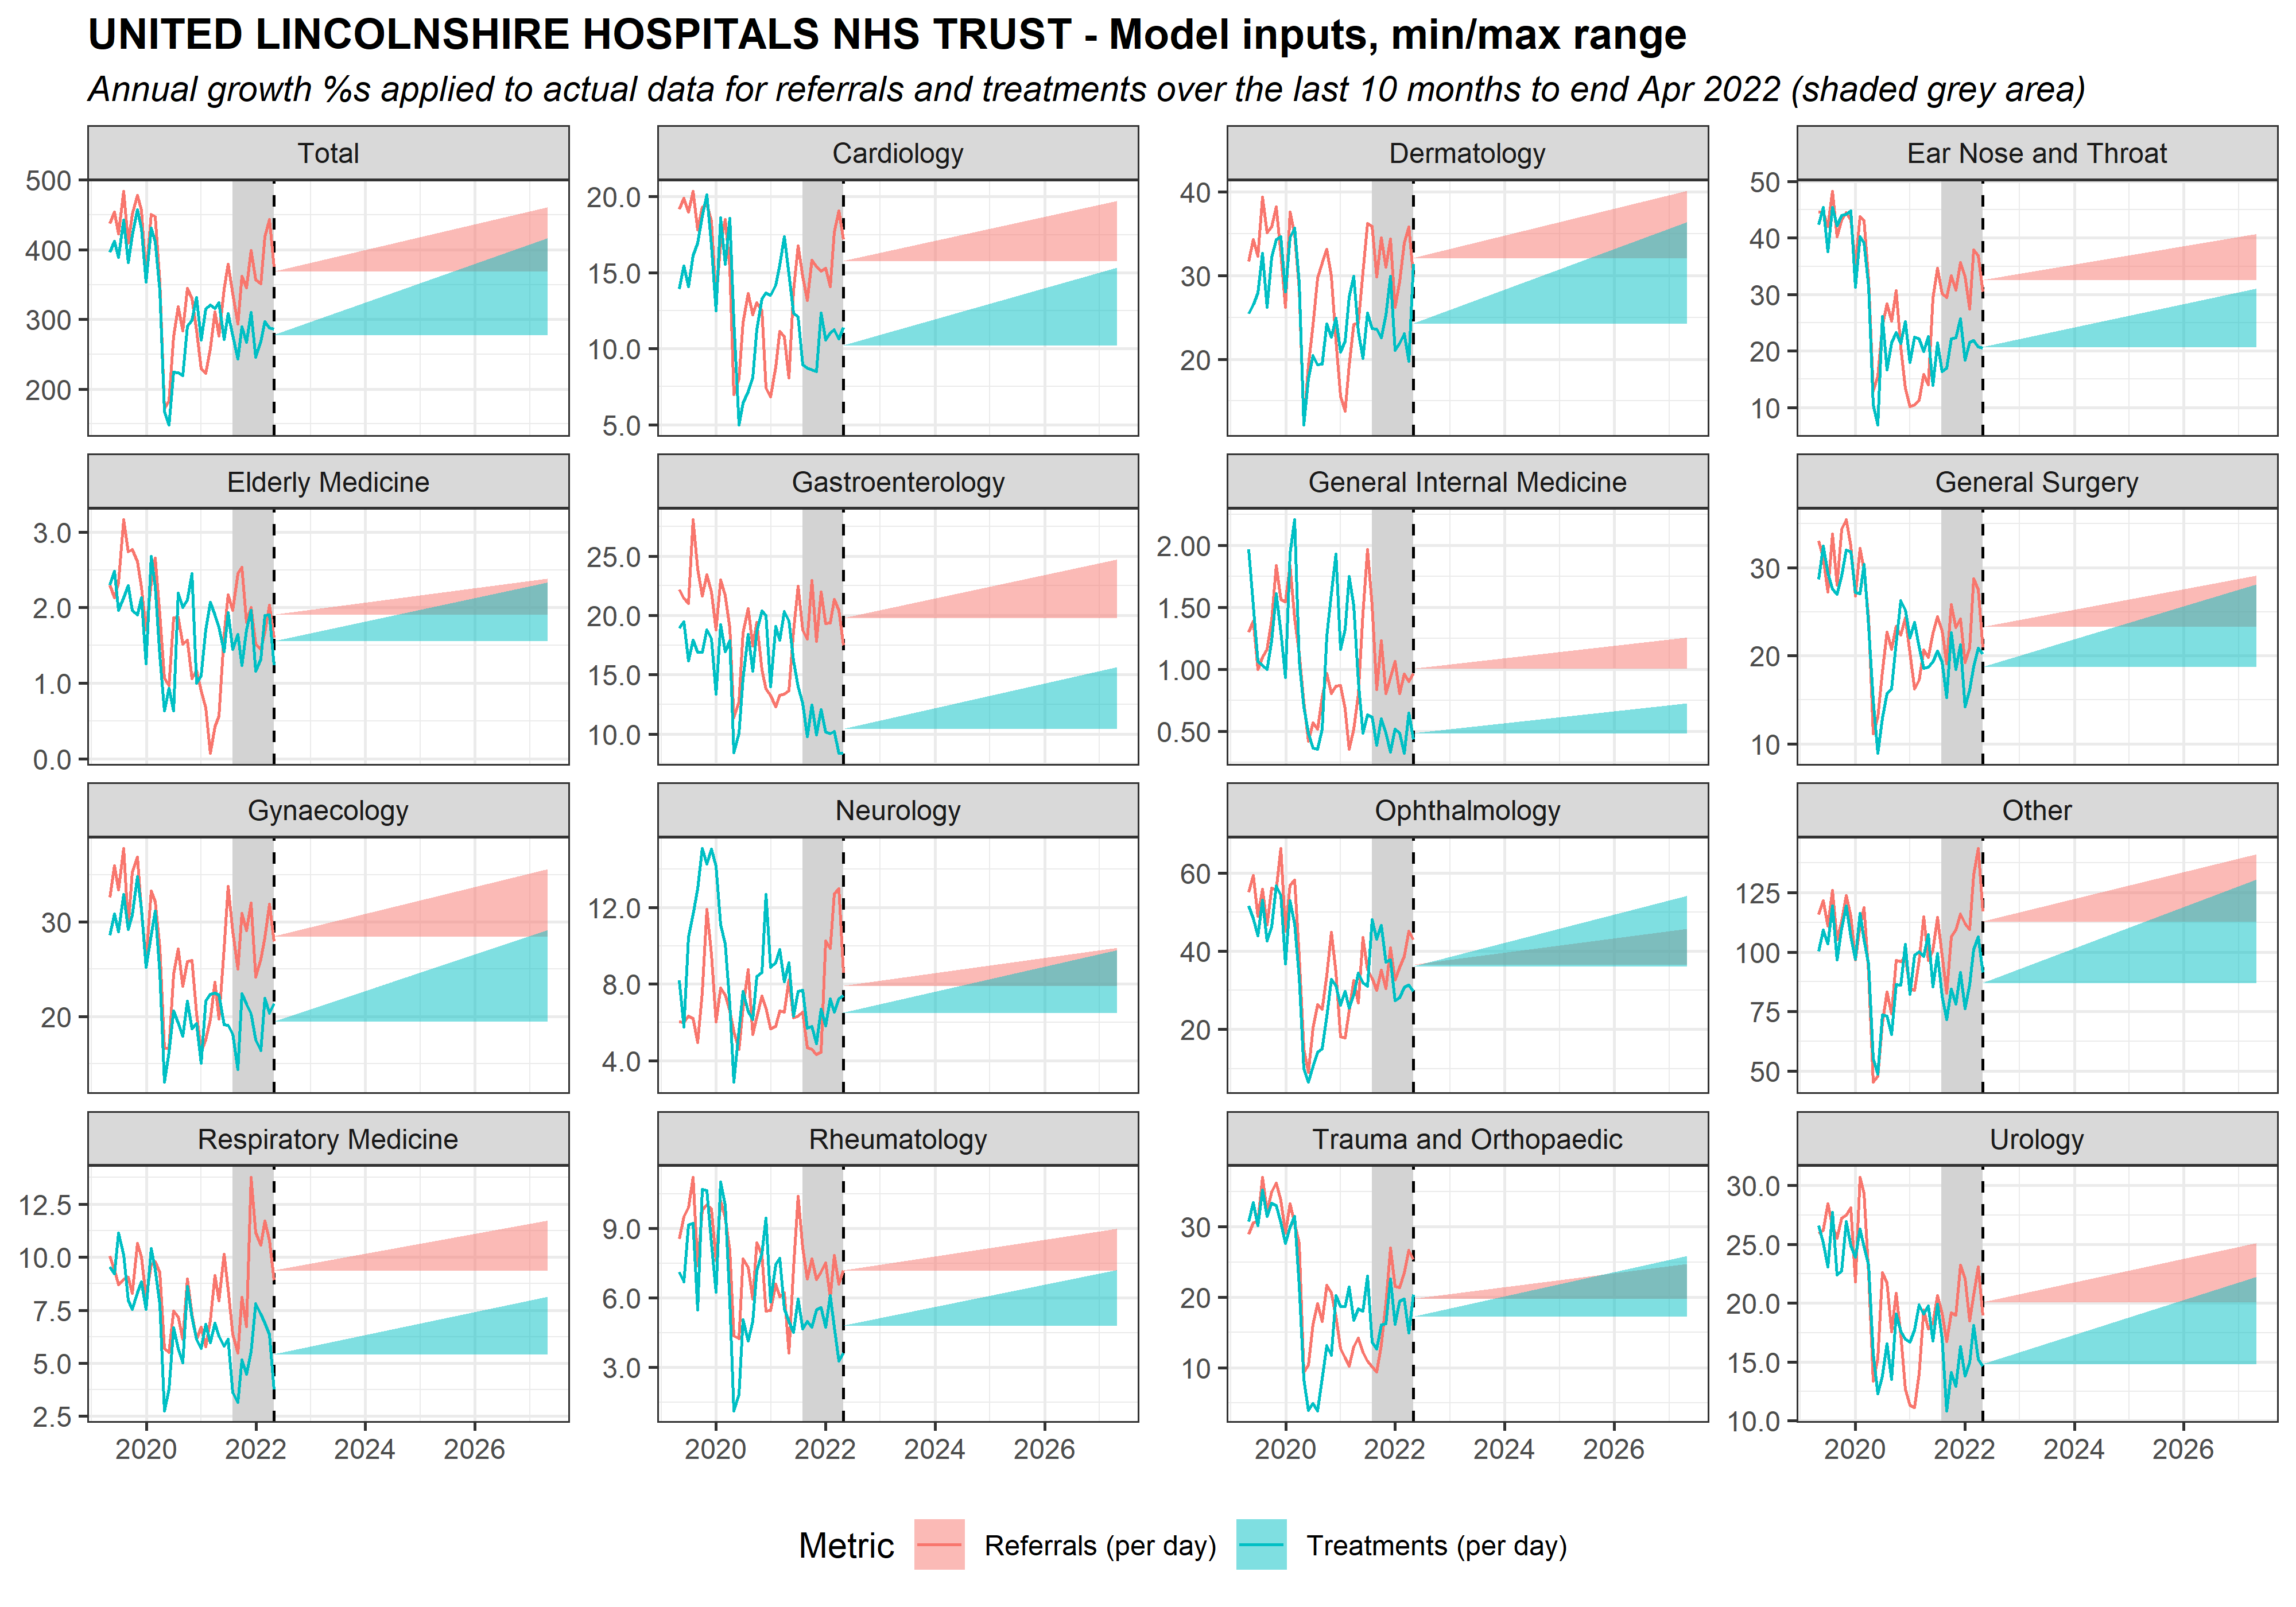 UNITED LINCOLNSHIRE HOSPITALS NHS TRUST - Model inputs, min/max range
Annual growth %s applied to actual data for referrals and treatments over the last 10 months to end Apr 2022 (shaded grey area)
Total
500
400
300
200
Cardiology
20.0
15.0
10.0
5.0
Dermatology
40
30
20
Ear Nose and Throat
50
40
30
20
10
Elderly Medicine
3.0
2.0
1.0
0.0
Gastroenterology
25.0
20.0
15.0
10.0
General Internal Medicine
2.00
1.50
1.00
0.50
General Surgery
30
20
10
Gynaecology
30
20
Neurology
12.0
8.0
4.0
Ophthalmology
60
40
20
Other
125
100
75
50
Respiratory Medicine
12.5
10.0
7.5
5.0
2.5
2020 2022 2024 2026
Rheumatology
9.0
6.0
3.0
2020 2022 2024 2026
Trauma and Orthopaedic
30
20
10
2020 2022 2024 2026
Urology
30.0
25.0
20.0
15.0
10.0
2020 2022 2024 2026
Metric Referrals (per day) Treatments (per day)